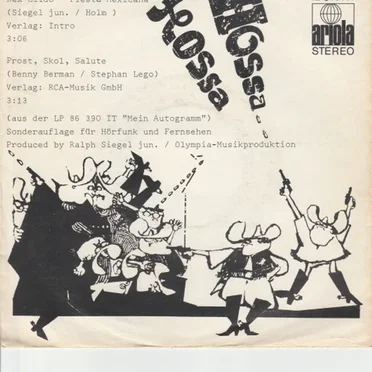 (Siegel jun. / Holm )
Verlag: Intro
3:06
Prost, Skol, Salute
(Benny Berman / Stephan Lego)
Verlag: RCA-Musik GmbH
3:13
(aus der LP 86 390 IT "Mein Autogramm")
Sonderauflage für Hörfunk und Fernsehen
Produced by Ralph Siegel jun. / Olympia-Musikproduktion
Hossa
Hossa
ariola
STEREO